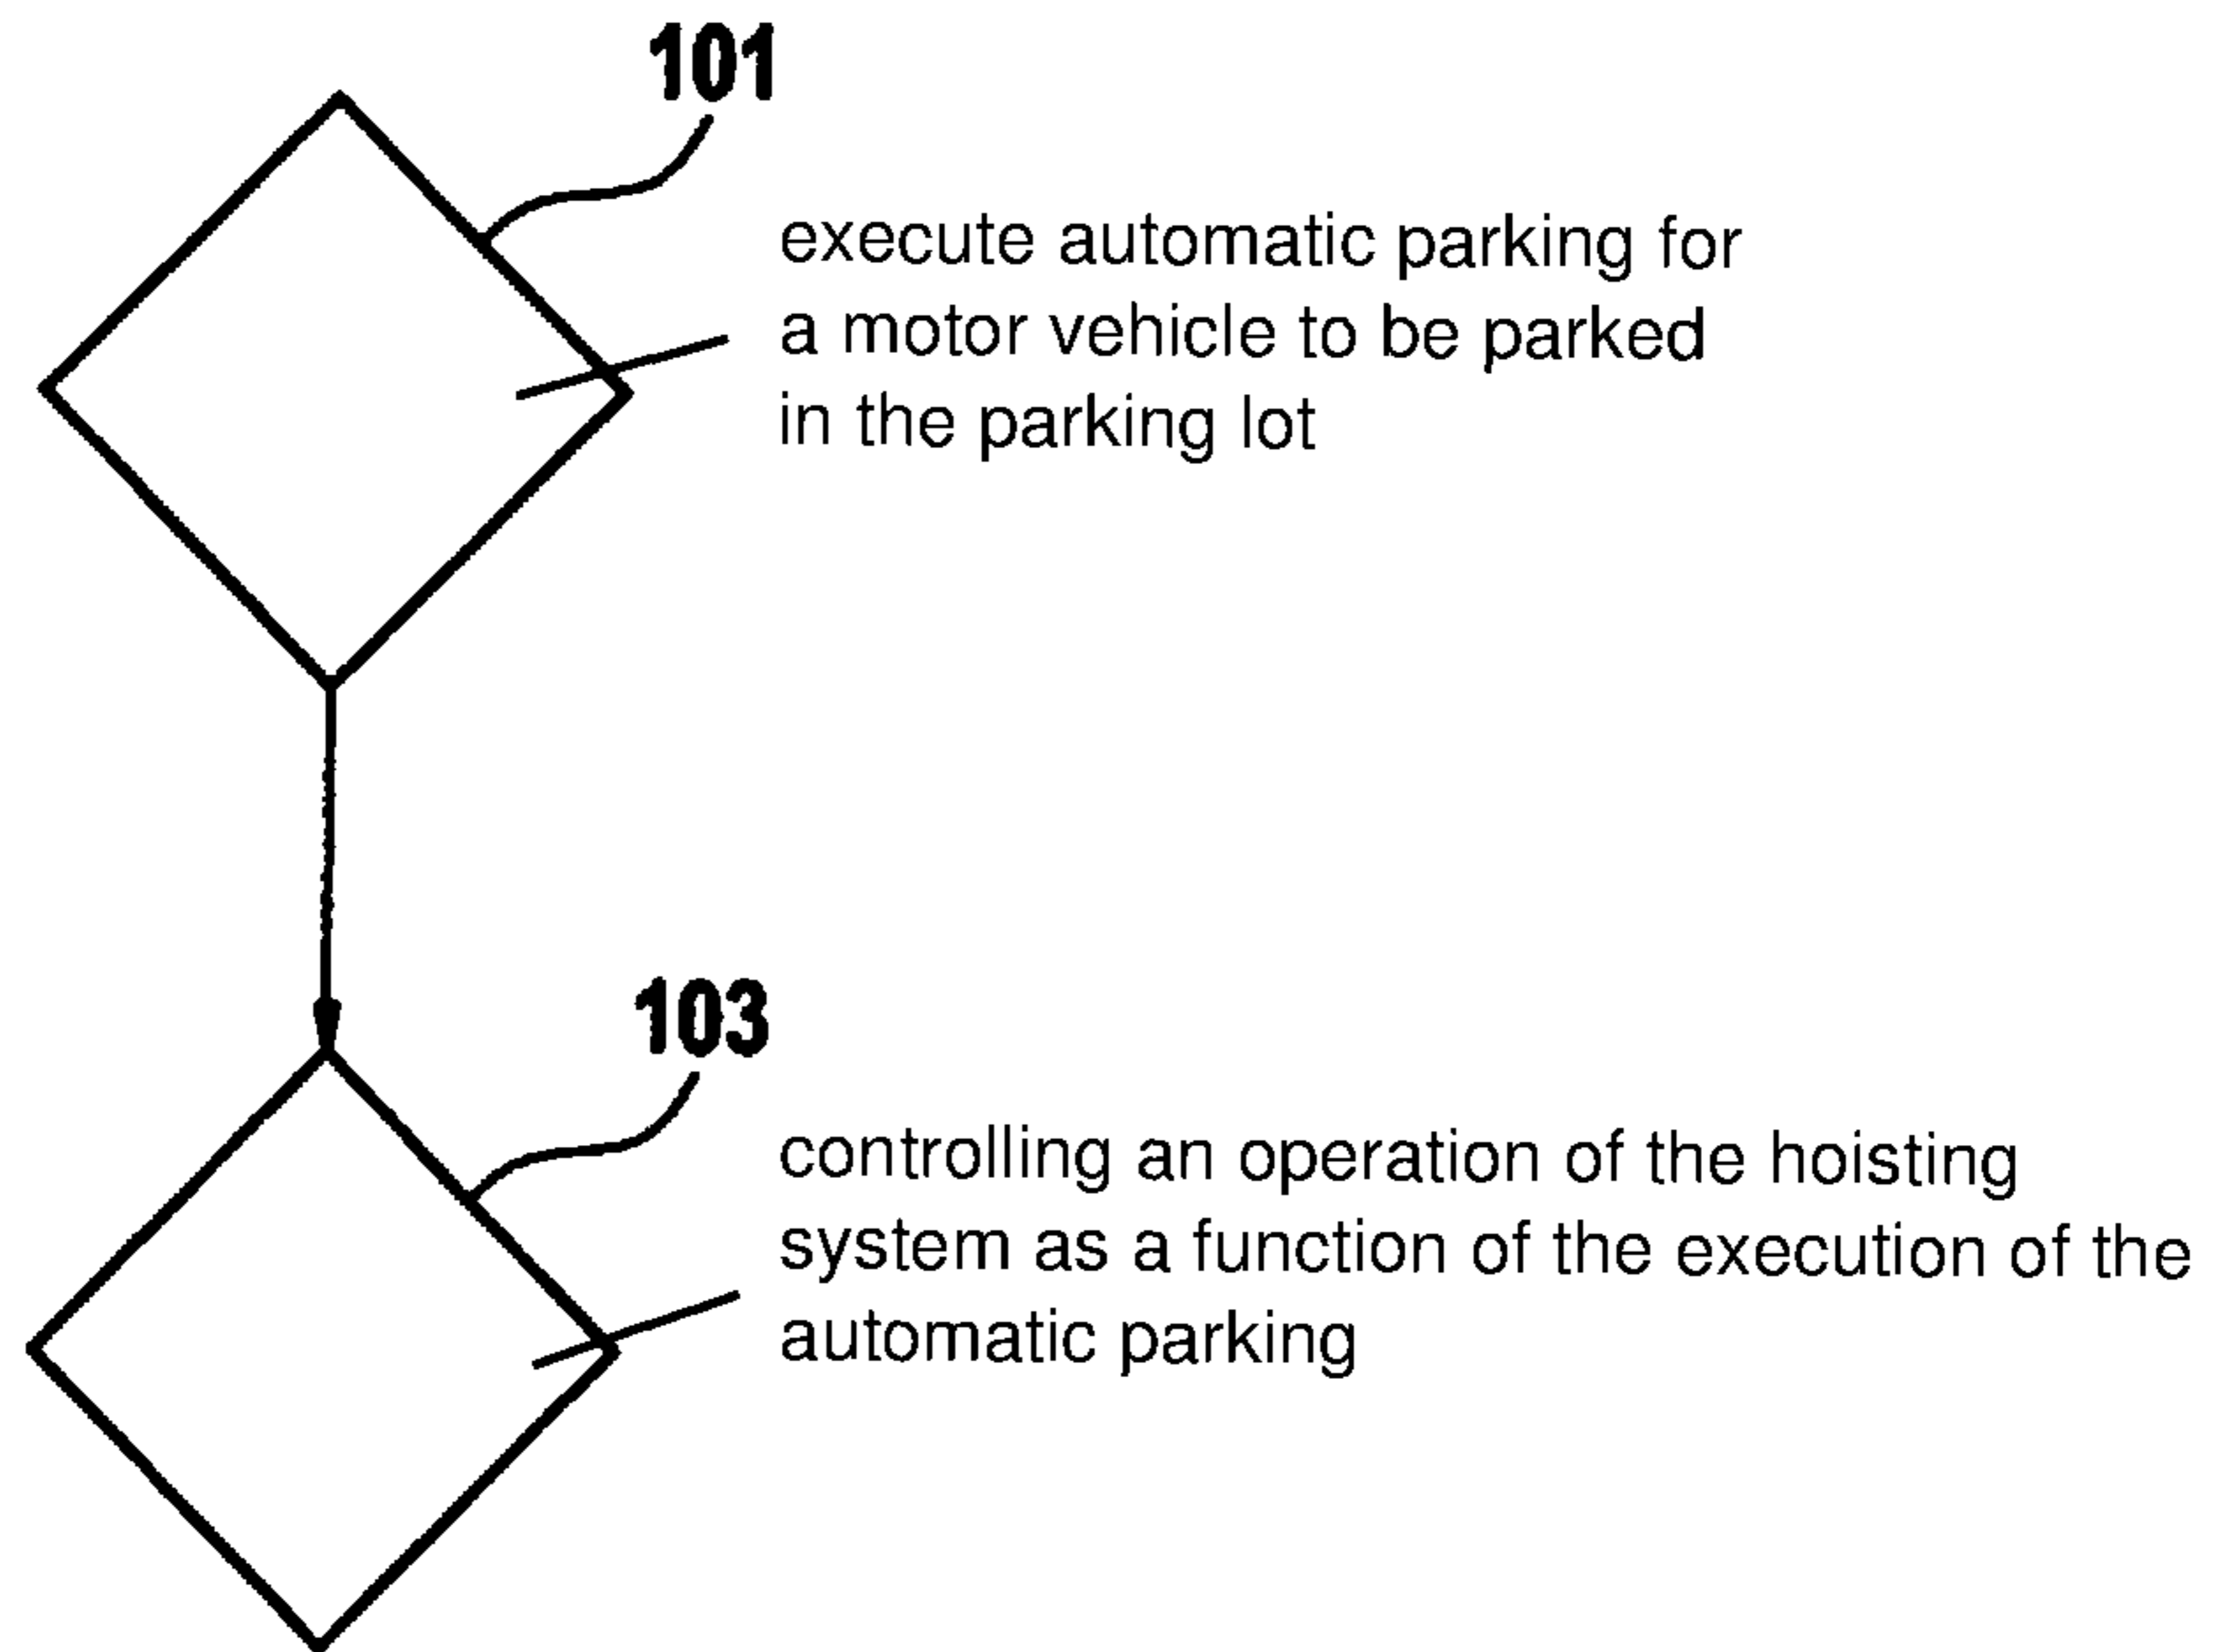 101
execute automatic parking for
a motor vehicle to be parked
in the parking lot
103
controlling an operation of the hoisting
system as a function of the execution of the
automatic parking